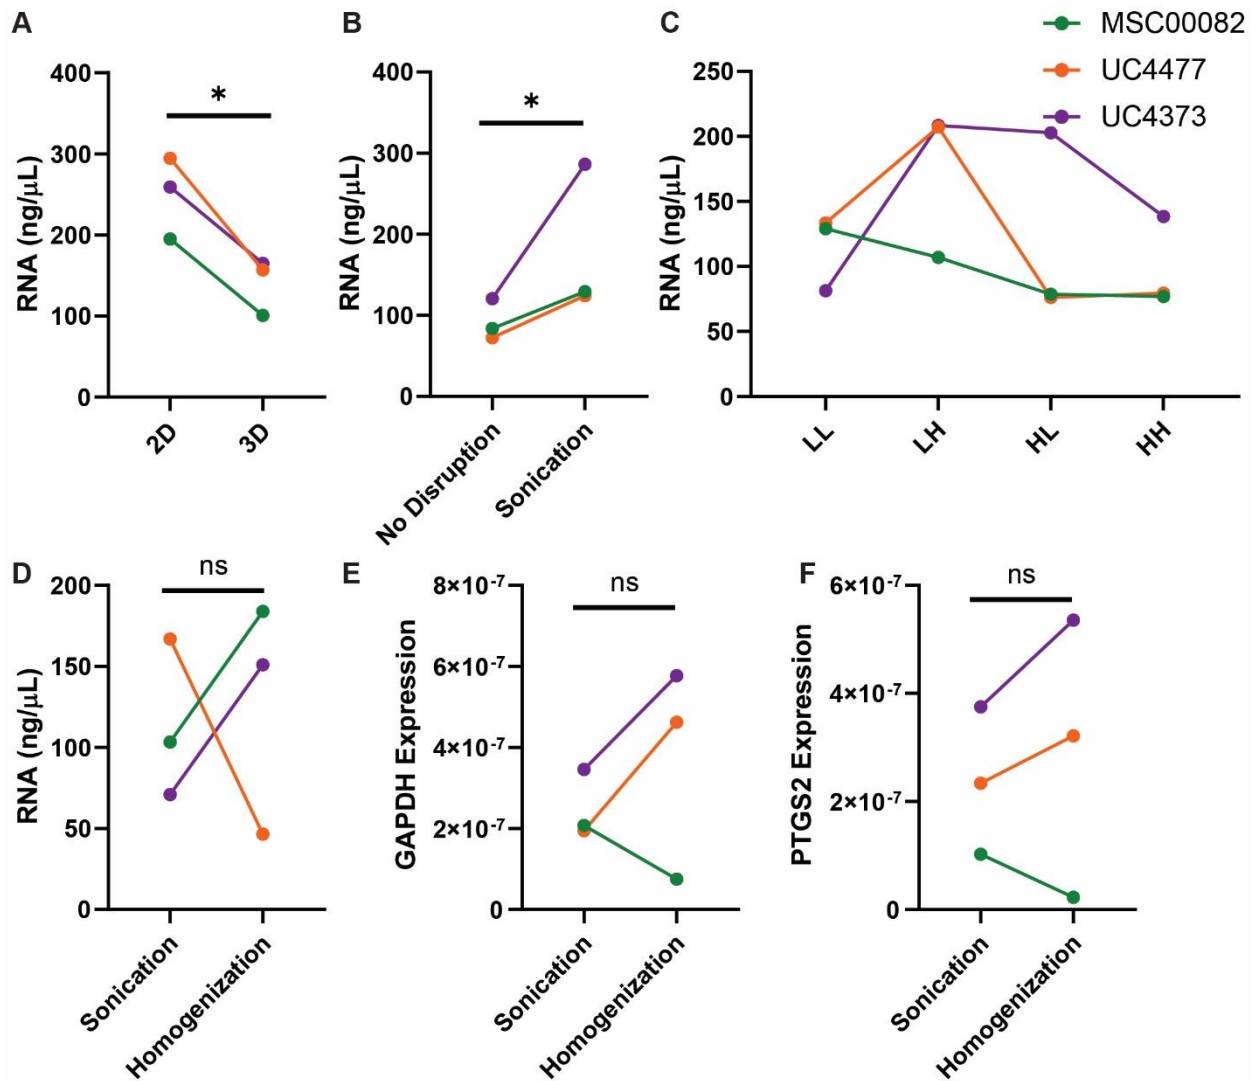 A
RNA (ng/µL)
400
300
200
100
0
*
2D
3D
B
RNA (ng/µL)
400
300
200
100
0
*
No Disruption
Sonication
C
MSC00082
UC4477
UC4373
RNA (ng/µL)
250
200
150
100
50
0
LL
LH
HL
HH
D
RNA (ng/µL)
200
150
100
50
0
ns
Sonication
Homogenization
E
GAPDH Expression
8×10⁻⁷
6×10⁻⁷
4×10⁻⁷
2×10⁻⁷
0
ns
Sonication
Homogenization
F
PTGS2 Expression
6×10⁻⁷
4×10⁻⁷
2×10⁻⁷
0
ns
Sonication
Homogenization